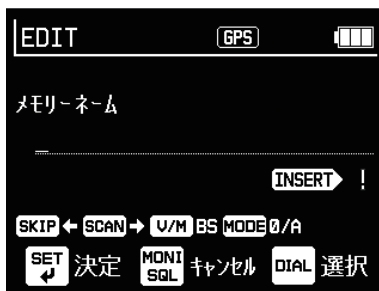 EDIT GPS
メモリーネーム
INSERT !
SKIP ← SCAN → V/M BS MODE 0/A
SET ↵ 決定 MONI SQL キャンセル DIAL 選択